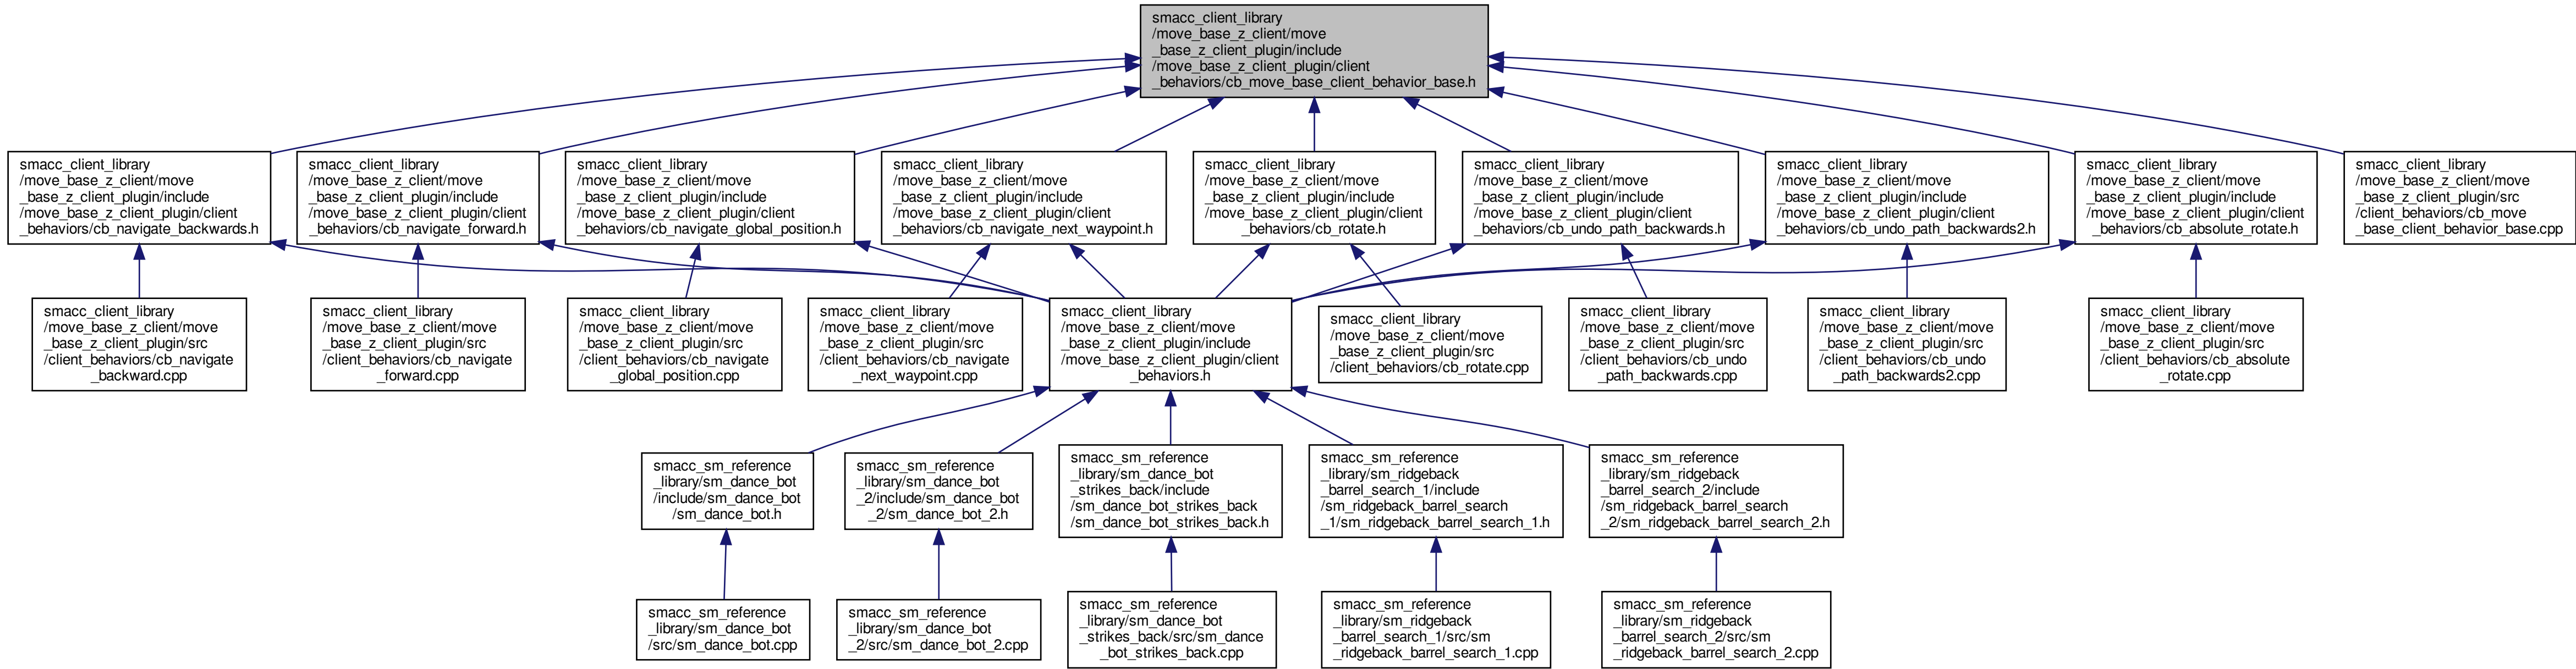 smacc_client_library
/move_base_z_client/move
_base_z_client_plugin/include
/move_base_z_client_plugin/client
_behaviors/cb_move_base_client_behavior_base.h
smacc_client_library
/move_base_z_client/move
_base_z_client_plugin/include
/move_base_z_client_plugin/client
_behaviors/cb_navigate_backwards.h
smacc_client_library
/move_base_z_client/move
_base_z_client_plugin/include
/move_base_z_client_plugin/client
_behaviors/cb_navigate_forward.h
smacc_client_library
/move_base_z_client/move
_base_z_client_plugin/include
/move_base_z_client_plugin/client
_behaviors/cb_navigate_global_position.h
smacc_client_library
/move_base_z_client/move
_base_z_client_plugin/include
/move_base_z_client_plugin/client
_behaviors/cb_navigate_next_waypoint.h
smacc_client_library
/move_base_z_client/move
_base_z_client_plugin/include
/move_base_z_client_plugin/client
_behaviors/cb_rotate.h
smacc_client_library
/move_base_z_client/move
_base_z_client_plugin/include
/move_base_z_client_plugin/client
_behaviors/cb_undo_path_backwards.h
smacc_client_library
/move_base_z_client/move
_base_z_client_plugin/include
/move_base_z_client_plugin/client
_behaviors/cb_undo_path_backwards2.h
smacc_client_library
/move_base_z_client/move
_base_z_client_plugin/include
/move_base_z_client_plugin/client
_behaviors/cb_absolute_rotate.h
smacc_client_library
/move_base_z_client/move
_base_z_client_plugin/src
/client_behaviors/cb_move
_base_client_behavior_base.cpp
smacc_client_library
/move_base_z_client/move
_base_z_client_plugin/src
/client_behaviors/cb_navigate
_backward.cpp
smacc_client_library
/move_base_z_client/move
_base_z_client_plugin/src
/client_behaviors/cb_navigate
_forward.cpp
smacc_client_library
/move_base_z_client/move
_base_z_client_plugin/src
/client_behaviors/cb_navigate
_global_position.cpp
smacc_client_library
/move_base_z_client/move
_base_z_client_plugin/src
/client_behaviors/cb_navigate
_next_waypoint.cpp
smacc_client_library
/move_base_z_client/move
_base_z_client_plugin/include
/move_base_z_client_plugin/client
_behaviors.h
smacc_client_library
/move_base_z_client/move
_base_z_client_plugin/src
/client_behaviors/cb_rotate.cpp
smacc_client_library
/move_base_z_client/move
_base_z_client_plugin/src
/client_behaviors/cb_undo
_path_backwards.cpp
smacc_client_library
/move_base_z_client/move
_base_z_client_plugin/src
/client_behaviors/cb_undo
_path_backwards2.cpp
smacc_client_library
/move_base_z_client/move
_base_z_client_plugin/src
/client_behaviors/cb_absolute
_rotate.cpp
smacc_sm_reference
_library/sm_dance_bot
/include/sm_dance_bot
/sm_dance_bot.h
smacc_sm_reference
_library/sm_dance_bot
_2/include/sm_dance_bot
_2/sm_dance_bot_2.h
smacc_sm_reference
_library/sm_dance_bot
_strikes_back/include
/sm_dance_bot_strikes_back
/sm_dance_bot_strikes_back.h
smacc_sm_reference
_library/sm_ridgeback
_barrel_search_1/include
/sm_ridgeback_barrel_search
_1/sm_ridgeback_barrel_search_1.h
smacc_sm_reference
_library/sm_ridgeback
_barrel_search_2/include
/sm_ridgeback_barrel_search
_2/sm_ridgeback_barrel_search_2.h
smacc_sm_reference
_library/sm_dance_bot
/src/sm_dance_bot.cpp
smacc_sm_reference
_library/sm_dance_bot
_2/src/sm_dance_bot_2.cpp
smacc_sm_reference
_library/sm_dance_bot
_strikes_back/src/sm_dance
_bot_strikes_back.cpp
smacc_sm_reference
_library/sm_ridgeback
_barrel_search_1/src/sm
_ridgeback_barrel_search_1.cpp
smacc_sm_reference
_library/sm_ridgeback
_barrel_search_2/src/sm
_ridgeback_barrel_search_2.cpp